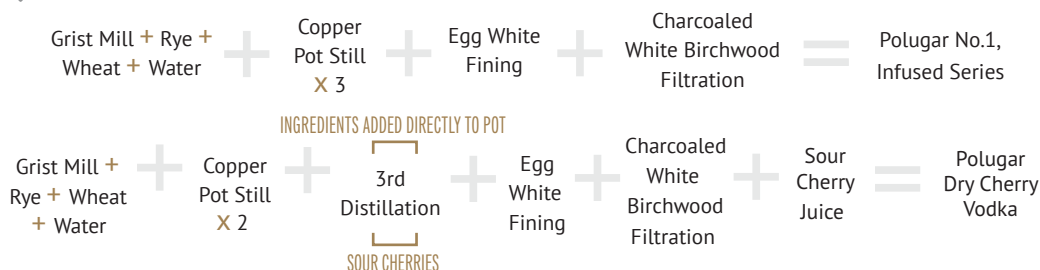 Grist Mill + Rye +
Wheat + Water
+
Copper
Pot Still
X 3
+
Egg White
Fining
+
Charcoaled
White Birchwood
Filtration
=
Polugar No.1,
Infused Series
Grist Mill +
Rye + Wheat
+ Water
+
Copper
Pot Still
X 2
+
INGREDIENTS ADDED DIRECTLY TO POT
3rd
Distillation
SOUR CHERRIES
+
Egg
White
Fining
+
Charcoaled
White
Birchwood
Filtration
+
Sour
Cherry
Juice
=
Polugar
Dry Cherry
Vodka